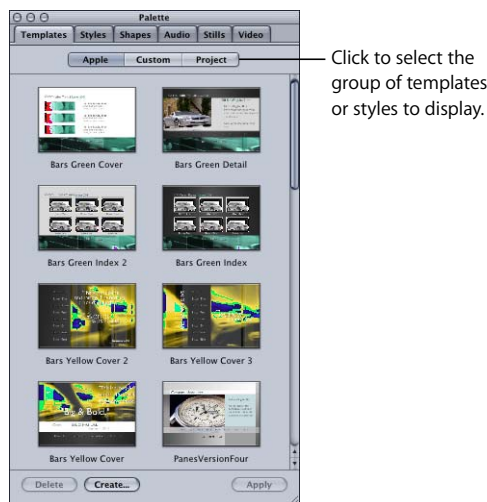 Palette
Templates Styles Shapes Audio Stills Video
Apple Custom Project
Click to select the
group of templates
or styles to display.
Bars Green Cover Bars Green Detail
Bars Green Index 2 Bars Green Index
Bars Yellow Cover 2 Bars Yellow Cover 3
& Bold
Bars Yellow Cover PanesVersionFour
Delete Create... Apply